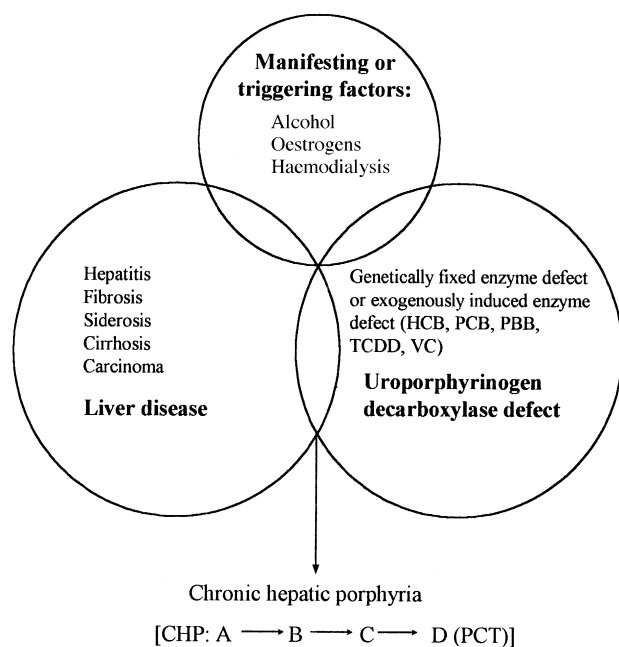 Manifesting or
triggering factors:
Alcohol
Oestrogens
Haemodialysis
Hepatitis
Fibrosis
Siderosis
Cirrhosis
Carcinoma
Liver disease
Genetically fixed enzyme defect
or exogenously induced enzyme
defect (HCB, PCB, PBB,
TCDD, VC)
Uroporphyrinogen
decarboxylase defect
Chronic hepatic porphyria
[CHP: A → B → C → D (PCT)]